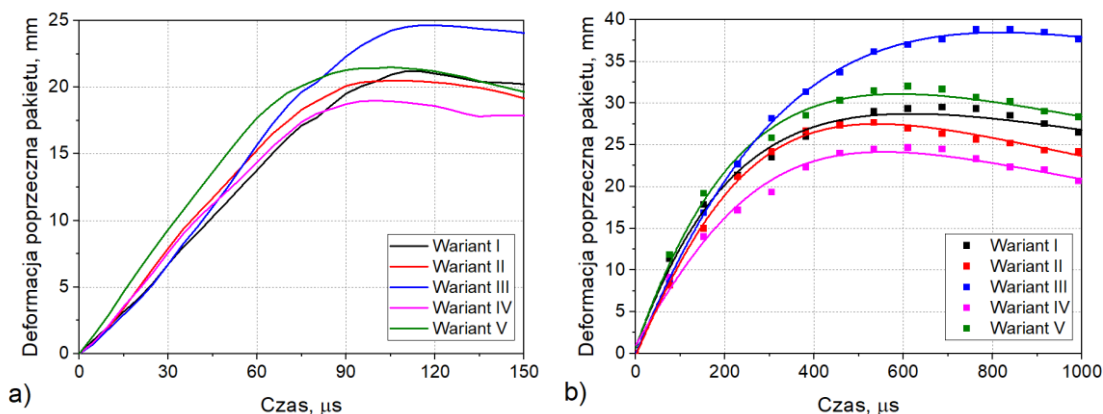 25
20
15
10
5
0
0
30
60
90
120
150
Deformacja poprzeczna pakietu, mm
Czas, μs
Wariant I
Wariant II
Wariant III
Wariant IV
Wariant V
a)
40
35
30
25
20
15
10
5
0
0
200
400
600
800
1000
Deformacja poprzeczna pakietu, mm
Czas, μs
Wariant I
Wariant II
Wariant III
Wariant IV
Wariant V
b)